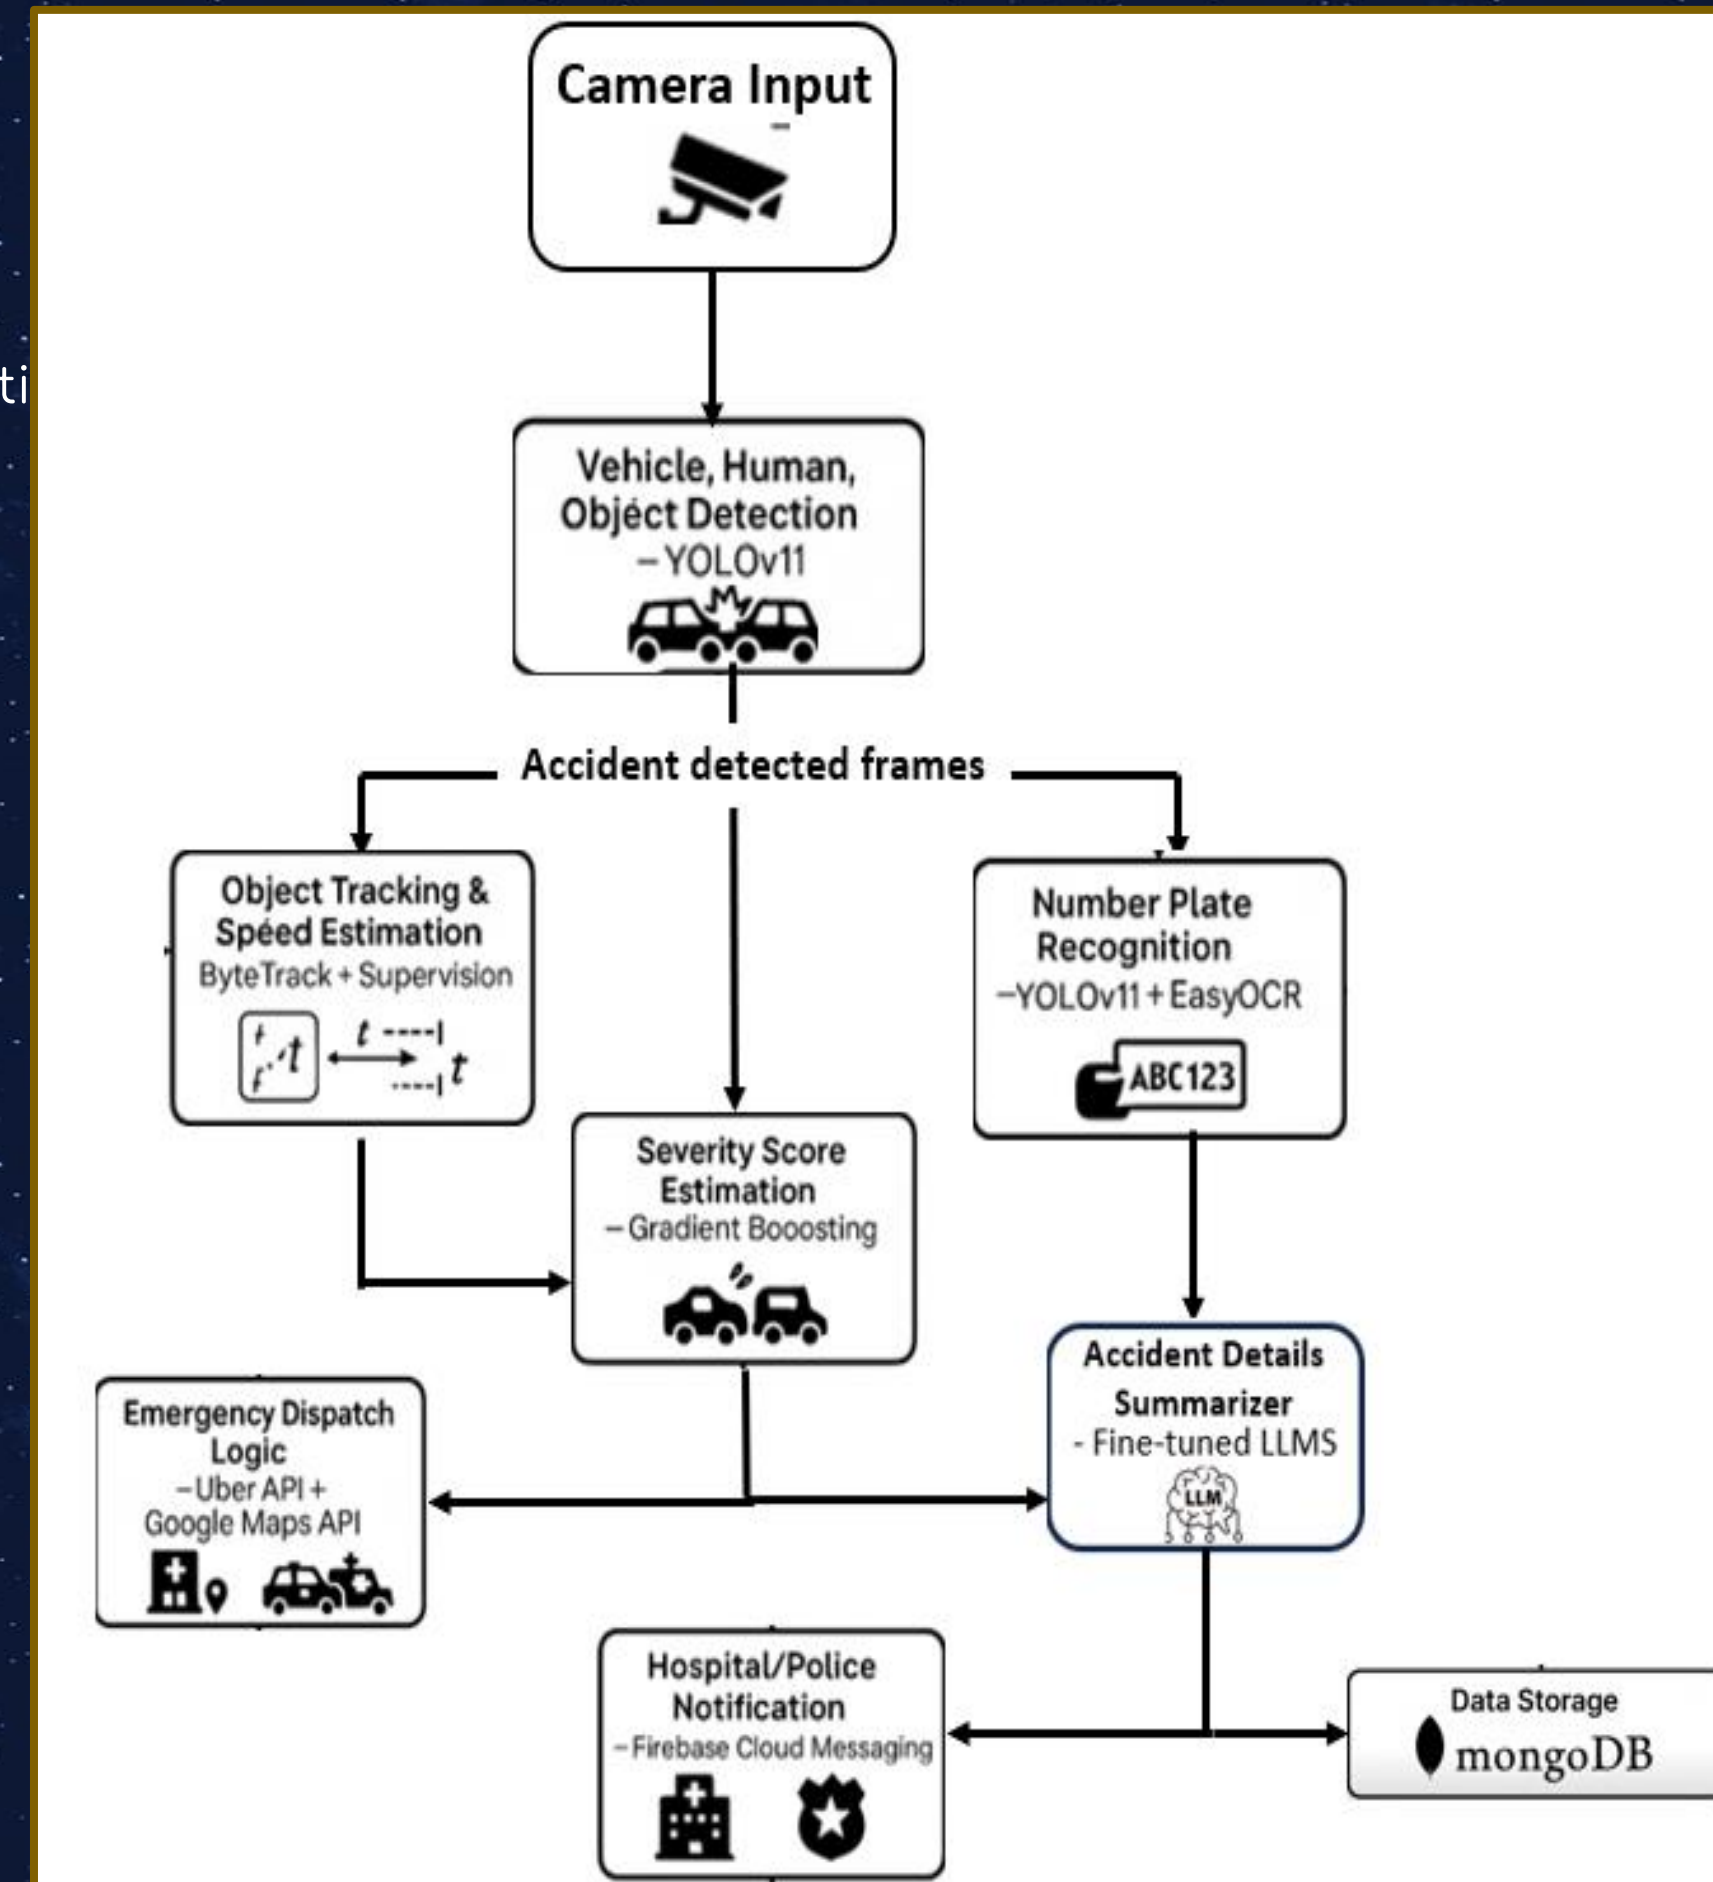 Camera Input
ti
Vehicle, Human,
Object Detection
– YOLOv11
Accident detected frames
Object Tracking &
Speed Estimation
ByteTrack + Supervision
t t ----|
t
----| t
Number Plate
Recognition
–YOLOv11 + EasyOCR
ABC123
Severity Score
Estimation
– Gradient Booosting
Accident Details
Summarizer
- Fine-tuned LLMS
LLM
Emergency Dispatch
Logic
–Uber API +
Google Maps API
Hospital/Police
Notification
–Firebase Cloud Messaging
Data Storage
mongoDB